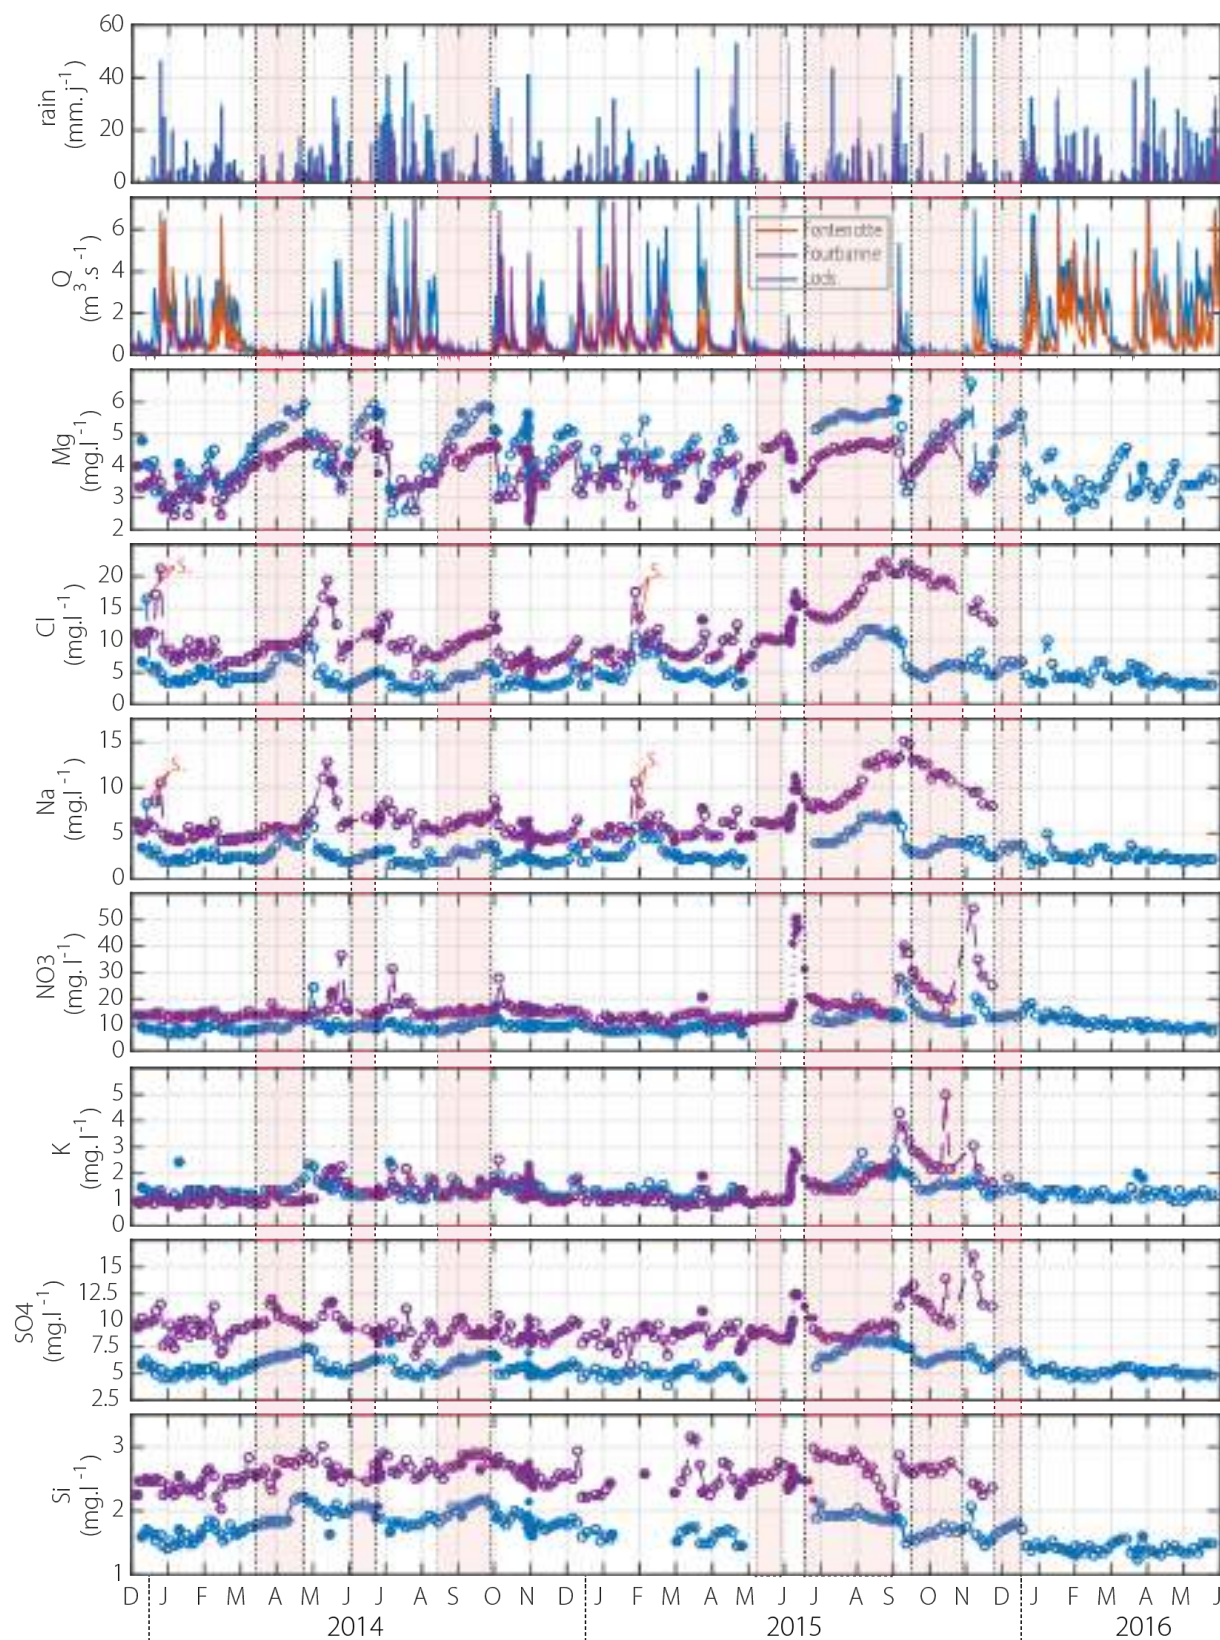 60
40
20
0
rain
(mm.j⁻¹)
6
4
2
0
Q
(m³.s⁻¹)
Fontenotte
Fourbanne
Lods
6
5
4
3
2
Mg
(mg.l⁻¹)
20
15
10
5
0
Cl
(mg.l⁻¹)
S.
S.
15
10
5
0
Na
(mg.l⁻¹)
S.
S.
50
40
30
20
10
0
NO3
(mg.l⁻¹)
5
4
3
2
1
0
K
(mg.l⁻¹)
15
12.5
10
7.5
5
2.5
SO4
(mg.l⁻¹)
3
2
1
Si
(mg.l⁻¹)
D J F M A M J J A S O N D J F M A M J J A S O N D J F M A M J
2014 2015 2016